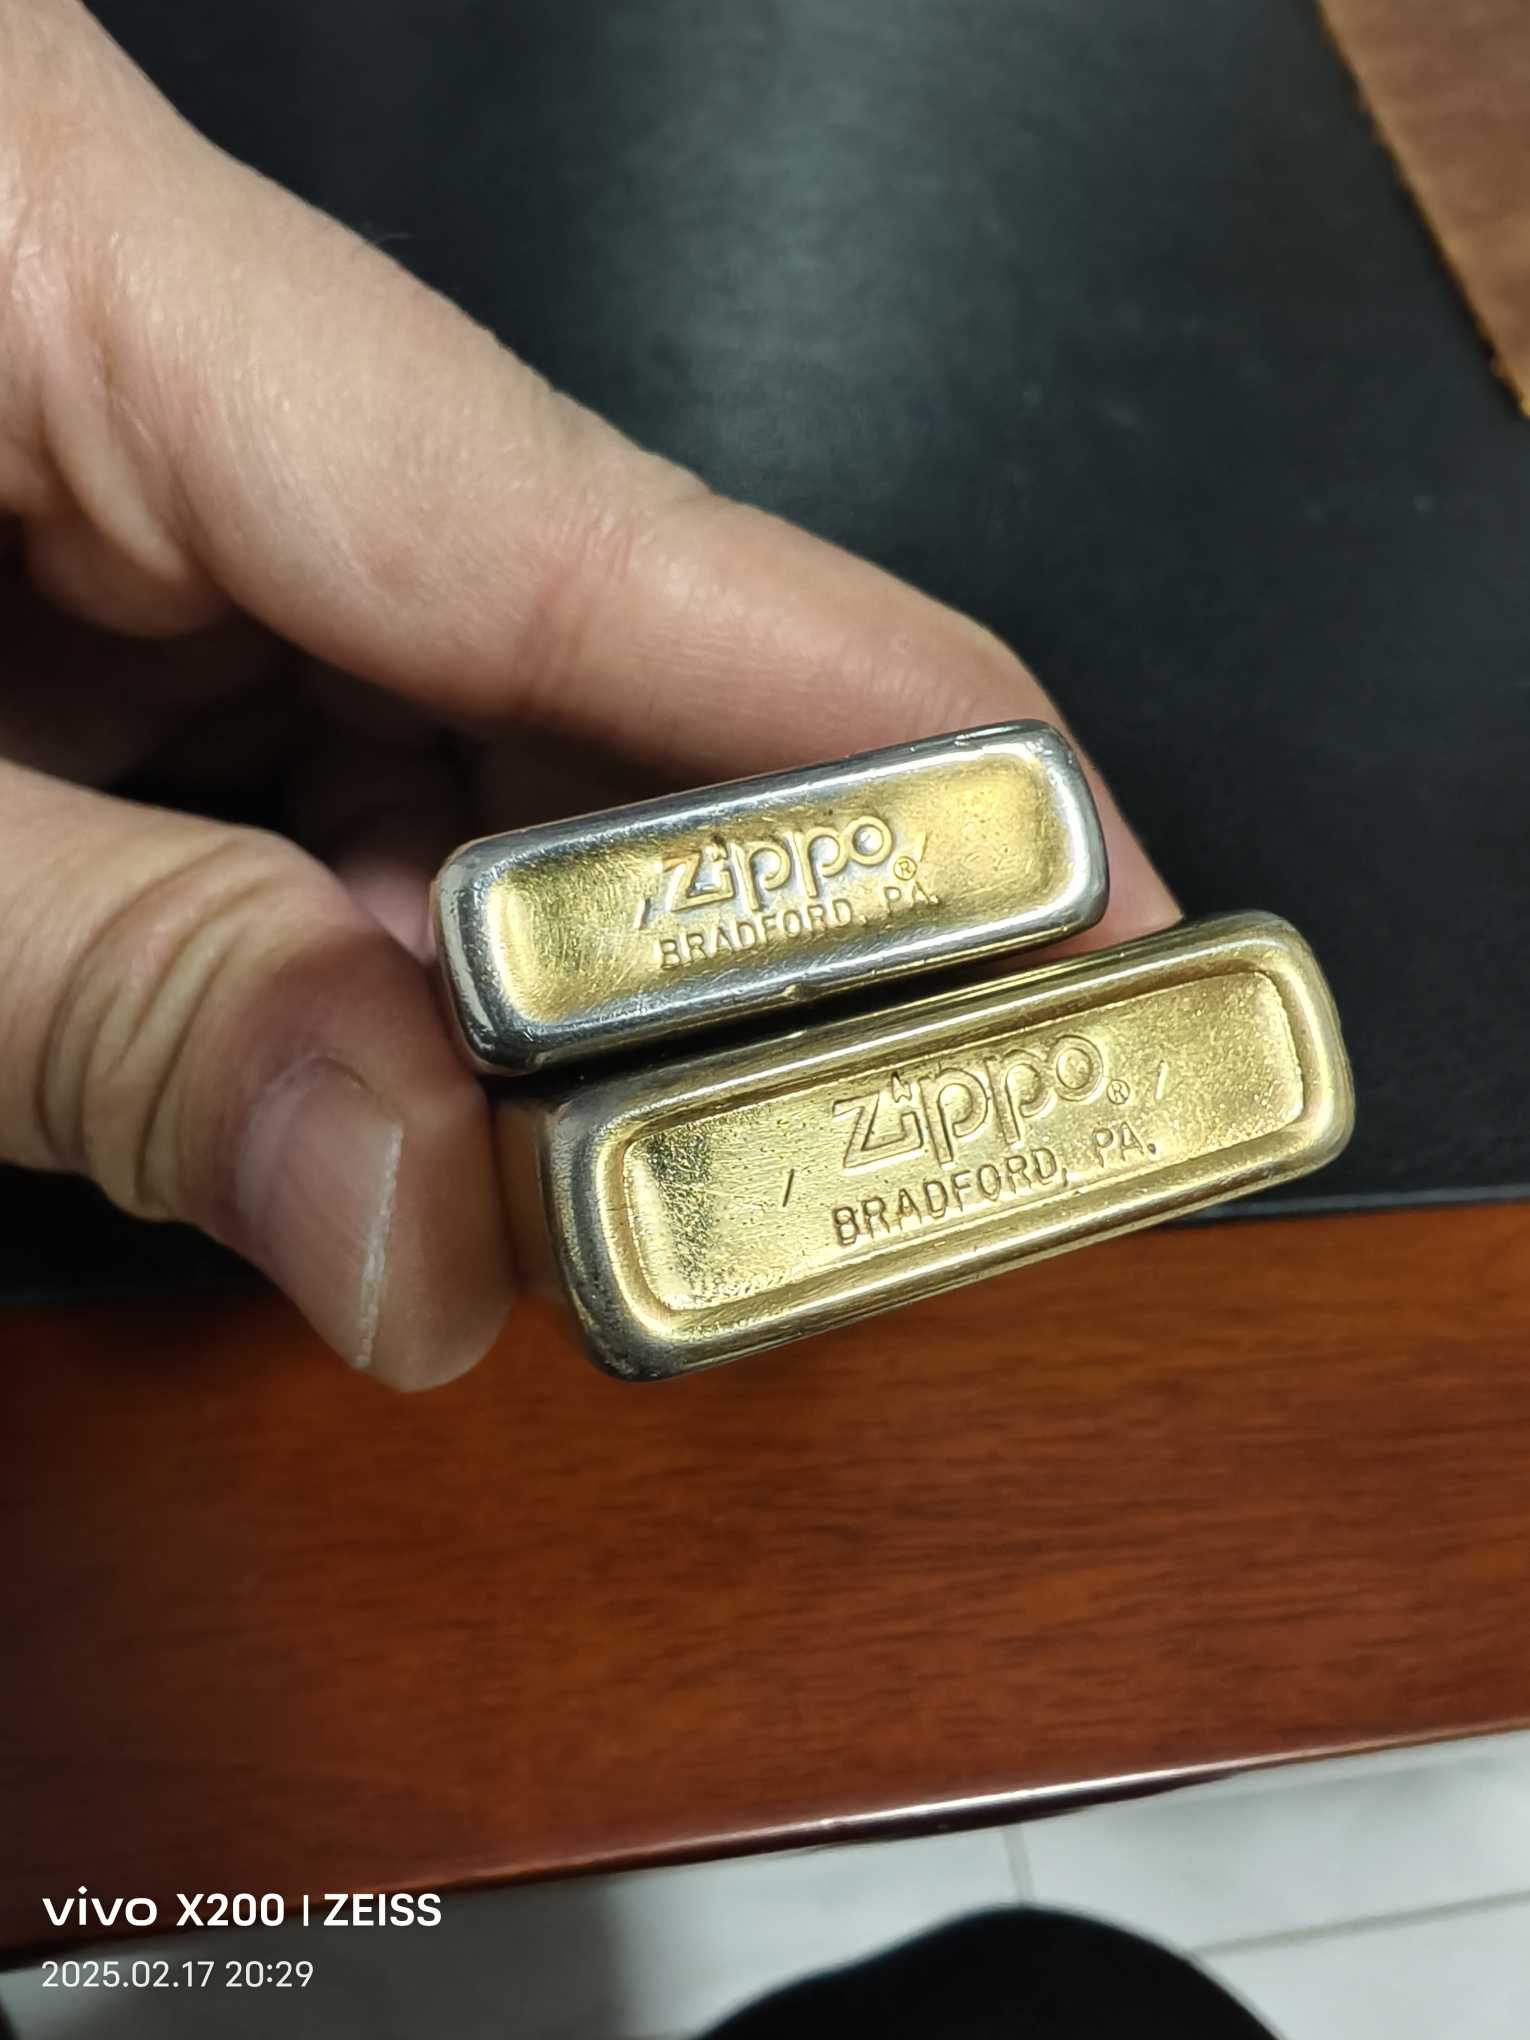 Zippo®
/ /
BRADFORD, PA.
Zippo®
/ /
BRADFORD, PA.
vivo X200 | ZEISS
2025.02.17 20:29